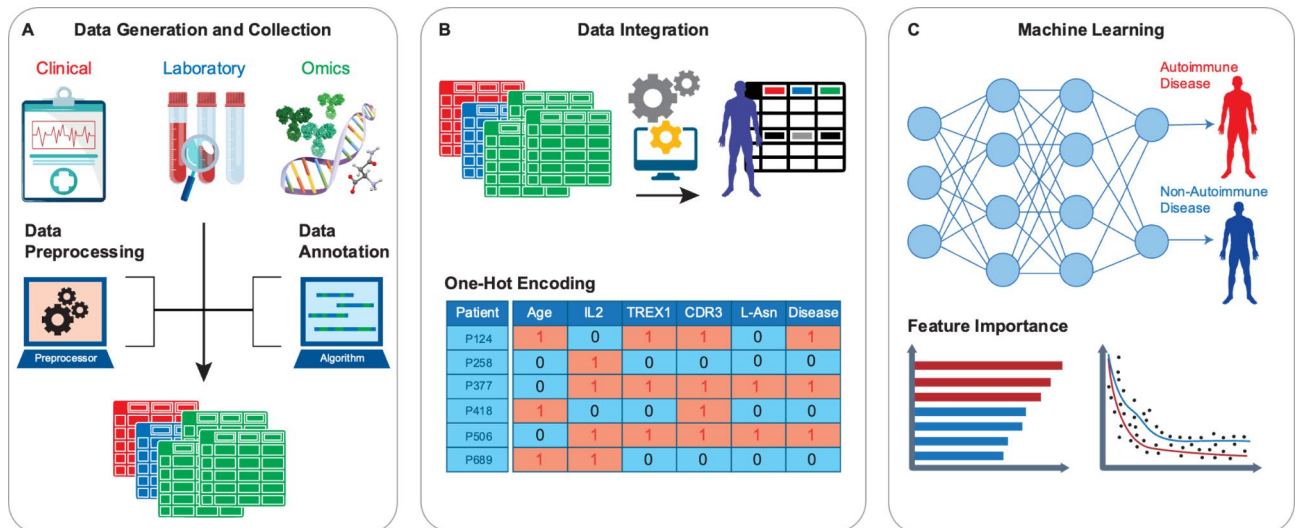 A Data Generation and Collection
Clinical Laboratory Omics
Data
Preprocessing
Data
Annotation
Preprocessor
Algorithm
B Data Integration
One-Hot Encoding
Patient Age IL2 TREX1 CDR3 L-Asn Disease
P124 1 0 1 1 0 1
P258 0 1 0 0 0 0
P377 0 1 1 1 1 1
P418 1 0 0 1 0 0
P506 0 1 1 1 1 1
P689 1 1 0 0 0 0
C Machine Learning
Autoimmune
Disease
Non-Autoimmune
Disease
Feature Importance